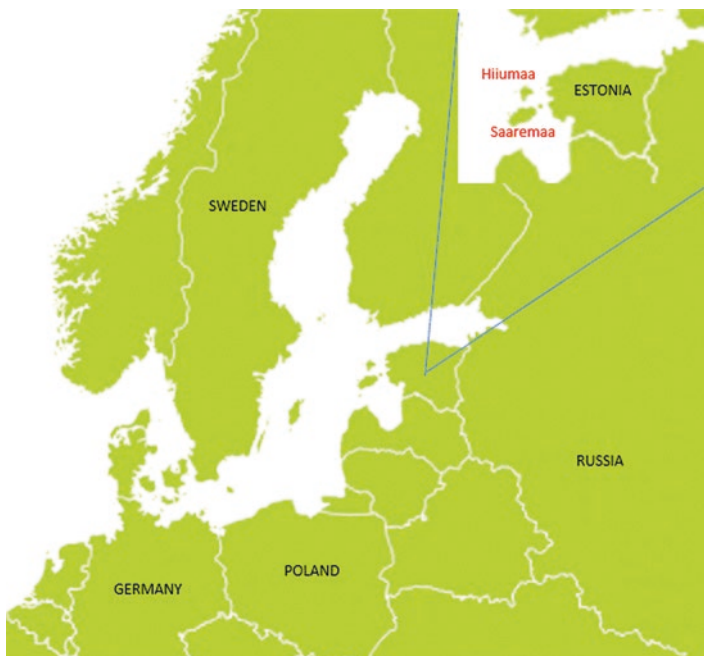 Hiiumaa
ESTONIA
Saaremaa
SWEDEN
RUSSIA
POLAND
GERMANY